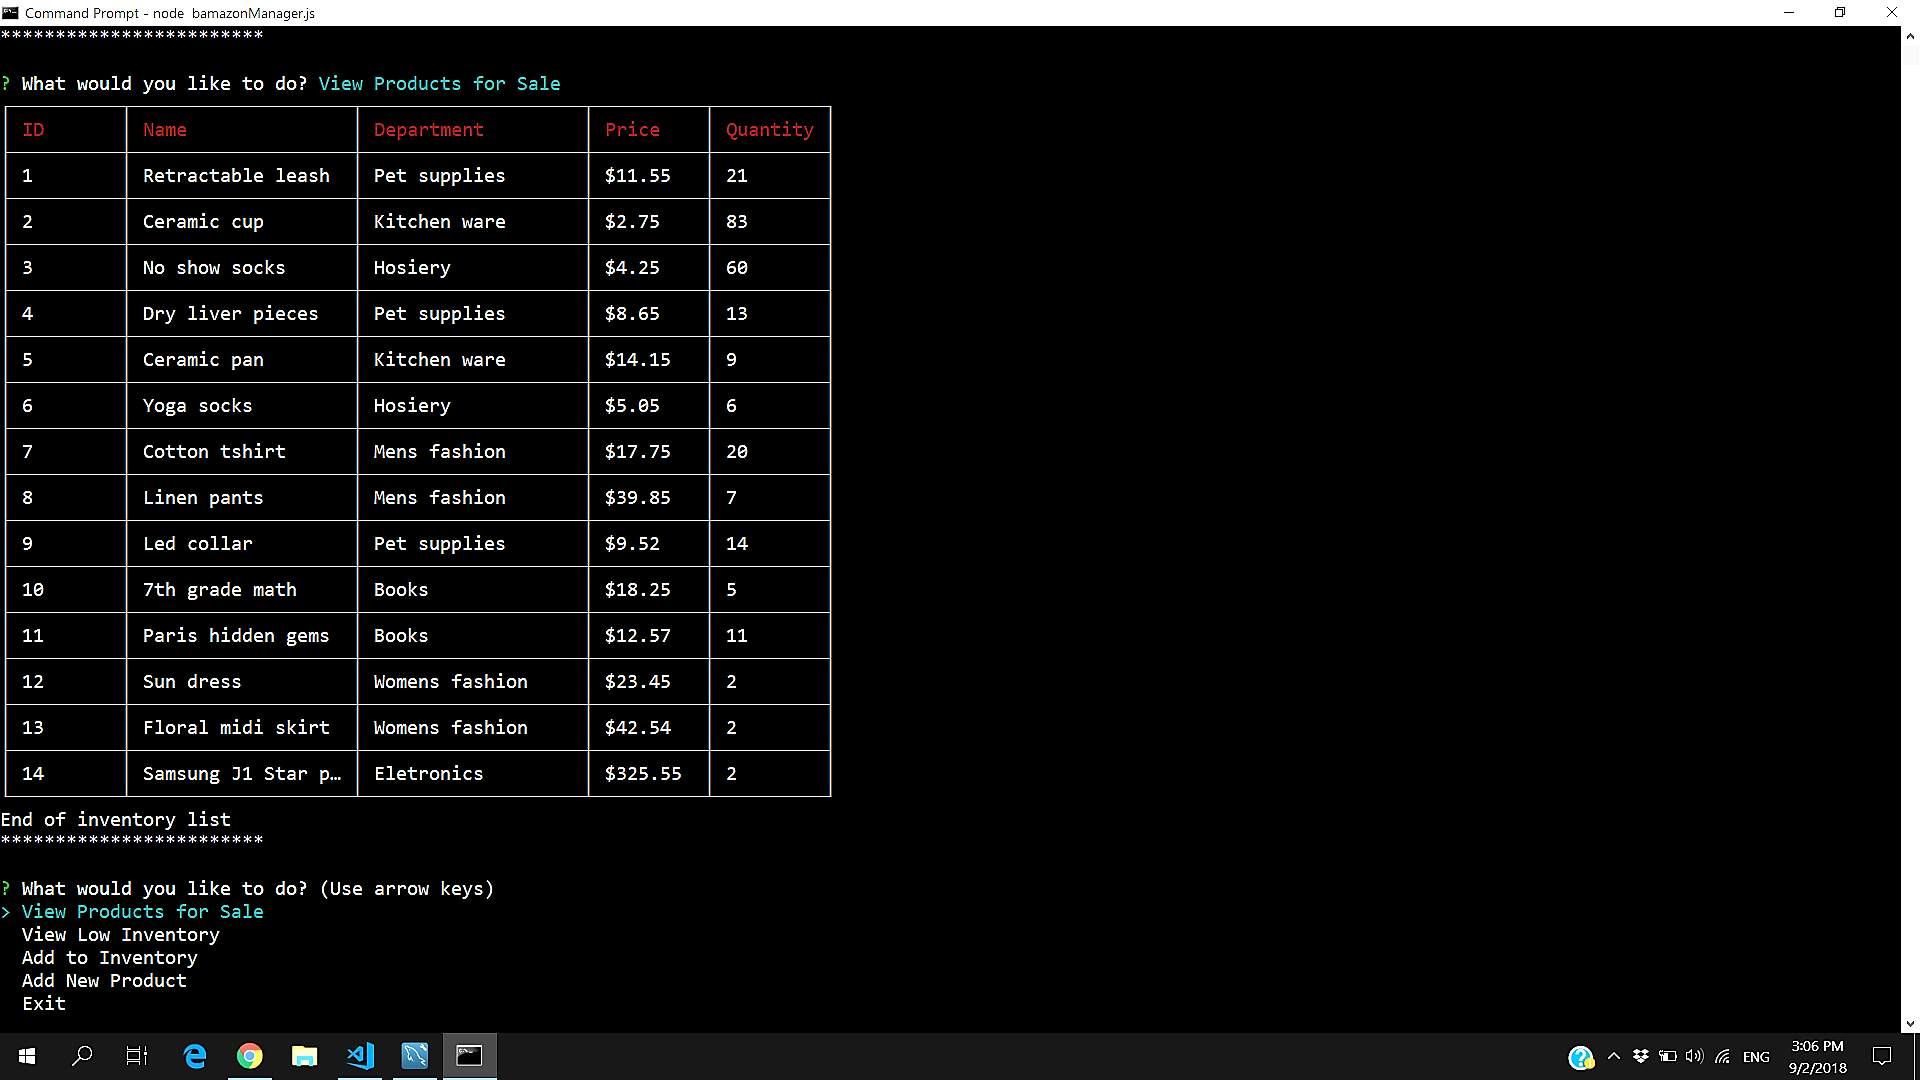 Command Prompt - node  bamazonManager.js
************************
? What would you like to do? View Products for Sale
ID Name Department Price Quantity
1 Retractable leash Pet supplies $11.55 21
2 Ceramic cup Kitchen ware $2.75 83
3 No show socks Hosiery $4.25 60
4 Dry liver pieces Pet supplies $8.65 13
5 Ceramic pan Kitchen ware $14.15 9
6 Yoga socks Hosiery $5.05 6
7 Cotton tshirt Mens fashion $17.75 20
8 Linen pants Mens fashion $39.85 7
9 Led collar Pet supplies $9.52 14
10 7th grade math Books $18.25 5
11 Paris hidden gems Books $12.57 11
12 Sun dress Womens fashion $23.45 2
13 Floral midi skirt Womens fashion $42.54 2
14 Samsung J1 Star p… Eletronics $325.55 2
End of inventory list
************************
? What would you like to do? (Use arrow keys)
> View Products for Sale
View Low Inventory
Add to Inventory
Add New Product
Exit
ENG
3:06 PM
9/2/2018